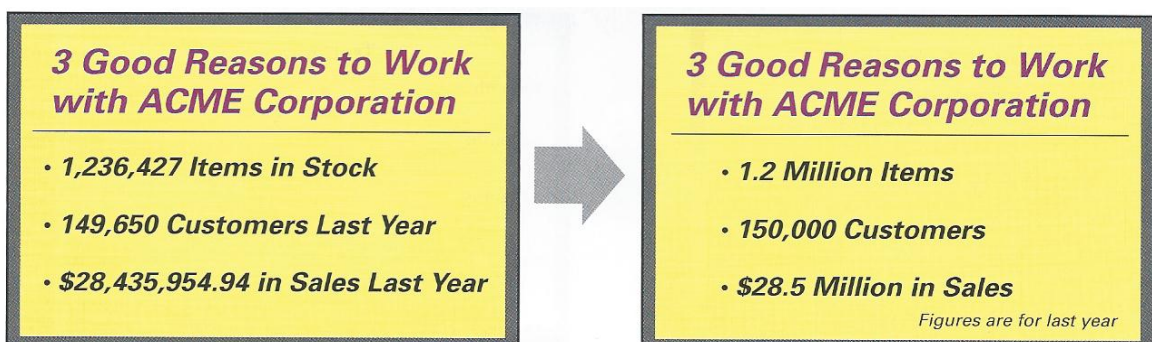 3 Good Reasons to Work
with ACME Corporation
• 1,236,427 Items in Stock
• 149,650 Customers Last Year
• $28,435,954.94 in Sales Last Year
3 Good Reasons to Work
with ACME Corporation
• 1.2 Million Items
• 150,000 Customers
• $28.5 Million in Sales
Figures are for last year